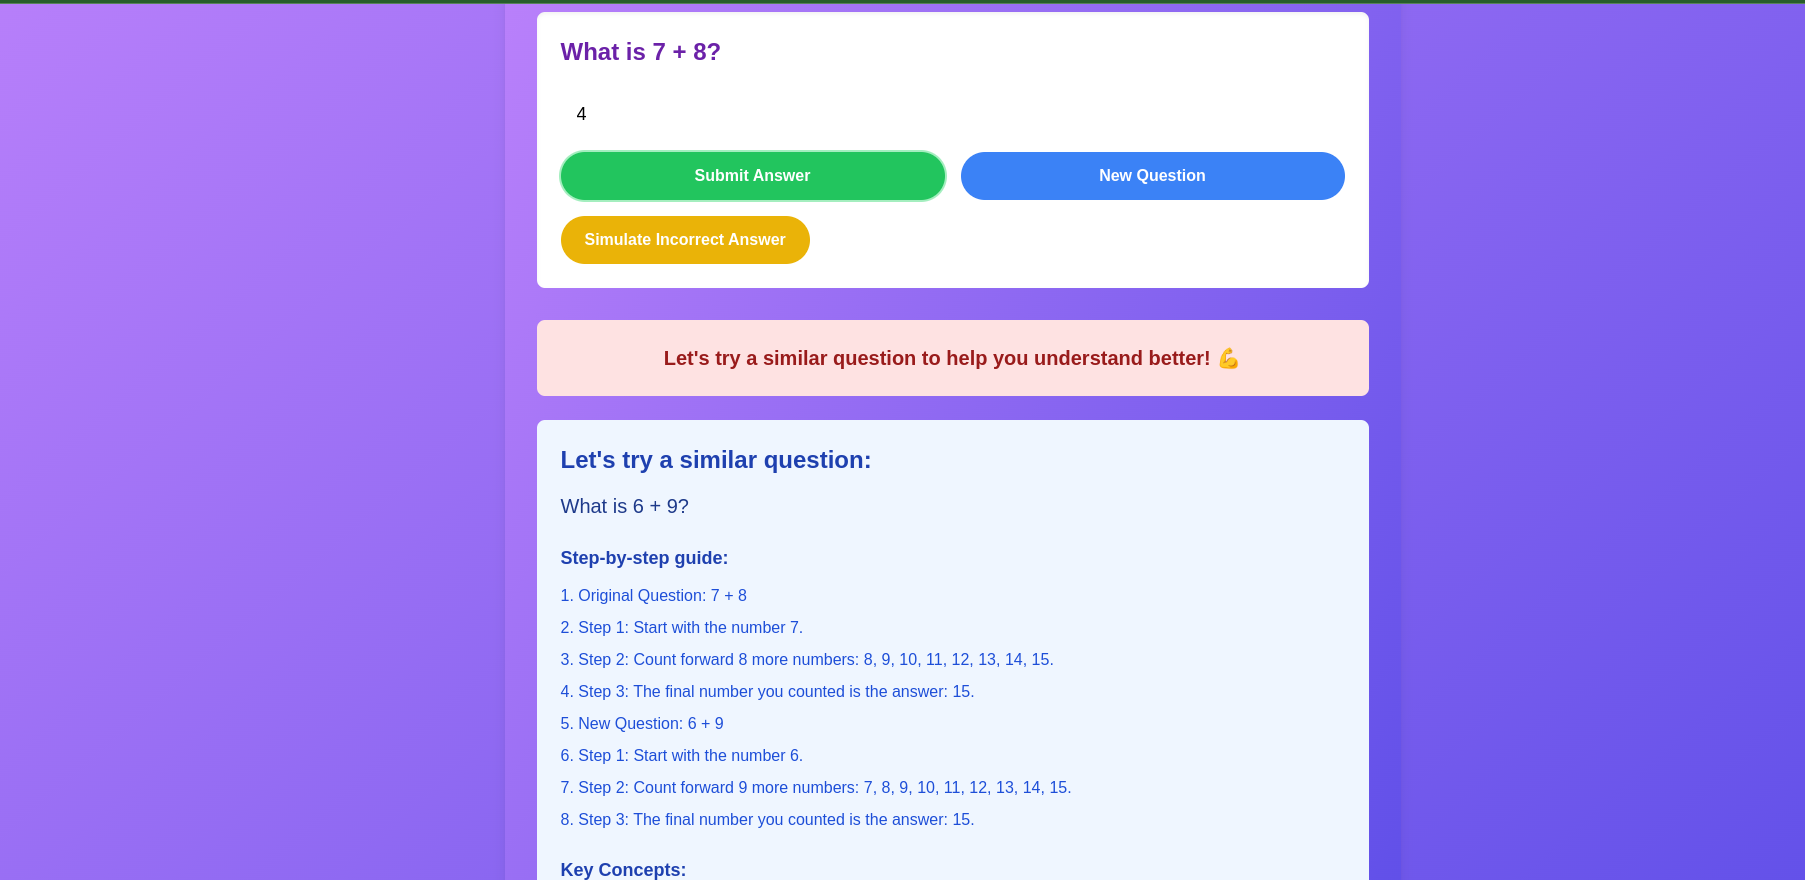 What is 7 + 8?
4
Submit Answer
New Question
Simulate Incorrect Answer
Let's try a similar question to help you understand better! 💪
Let's try a similar question:
What is 6 + 9?
Step-by-step guide:
1. Original Question: 7 + 8
2. Step 1: Start with the number 7.
3. Step 2: Count forward 8 more numbers: 8, 9, 10, 11, 12, 13, 14, 15.
4. Step 3: The final number you counted is the answer: 15.
5. New Question: 6 + 9
6. Step 1: Start with the number 6.
7. Step 2: Count forward 9 more numbers: 7, 8, 9, 10, 11, 12, 13, 14, 15.
8. Step 3: The final number you counted is the answer: 15.
Key Concepts: